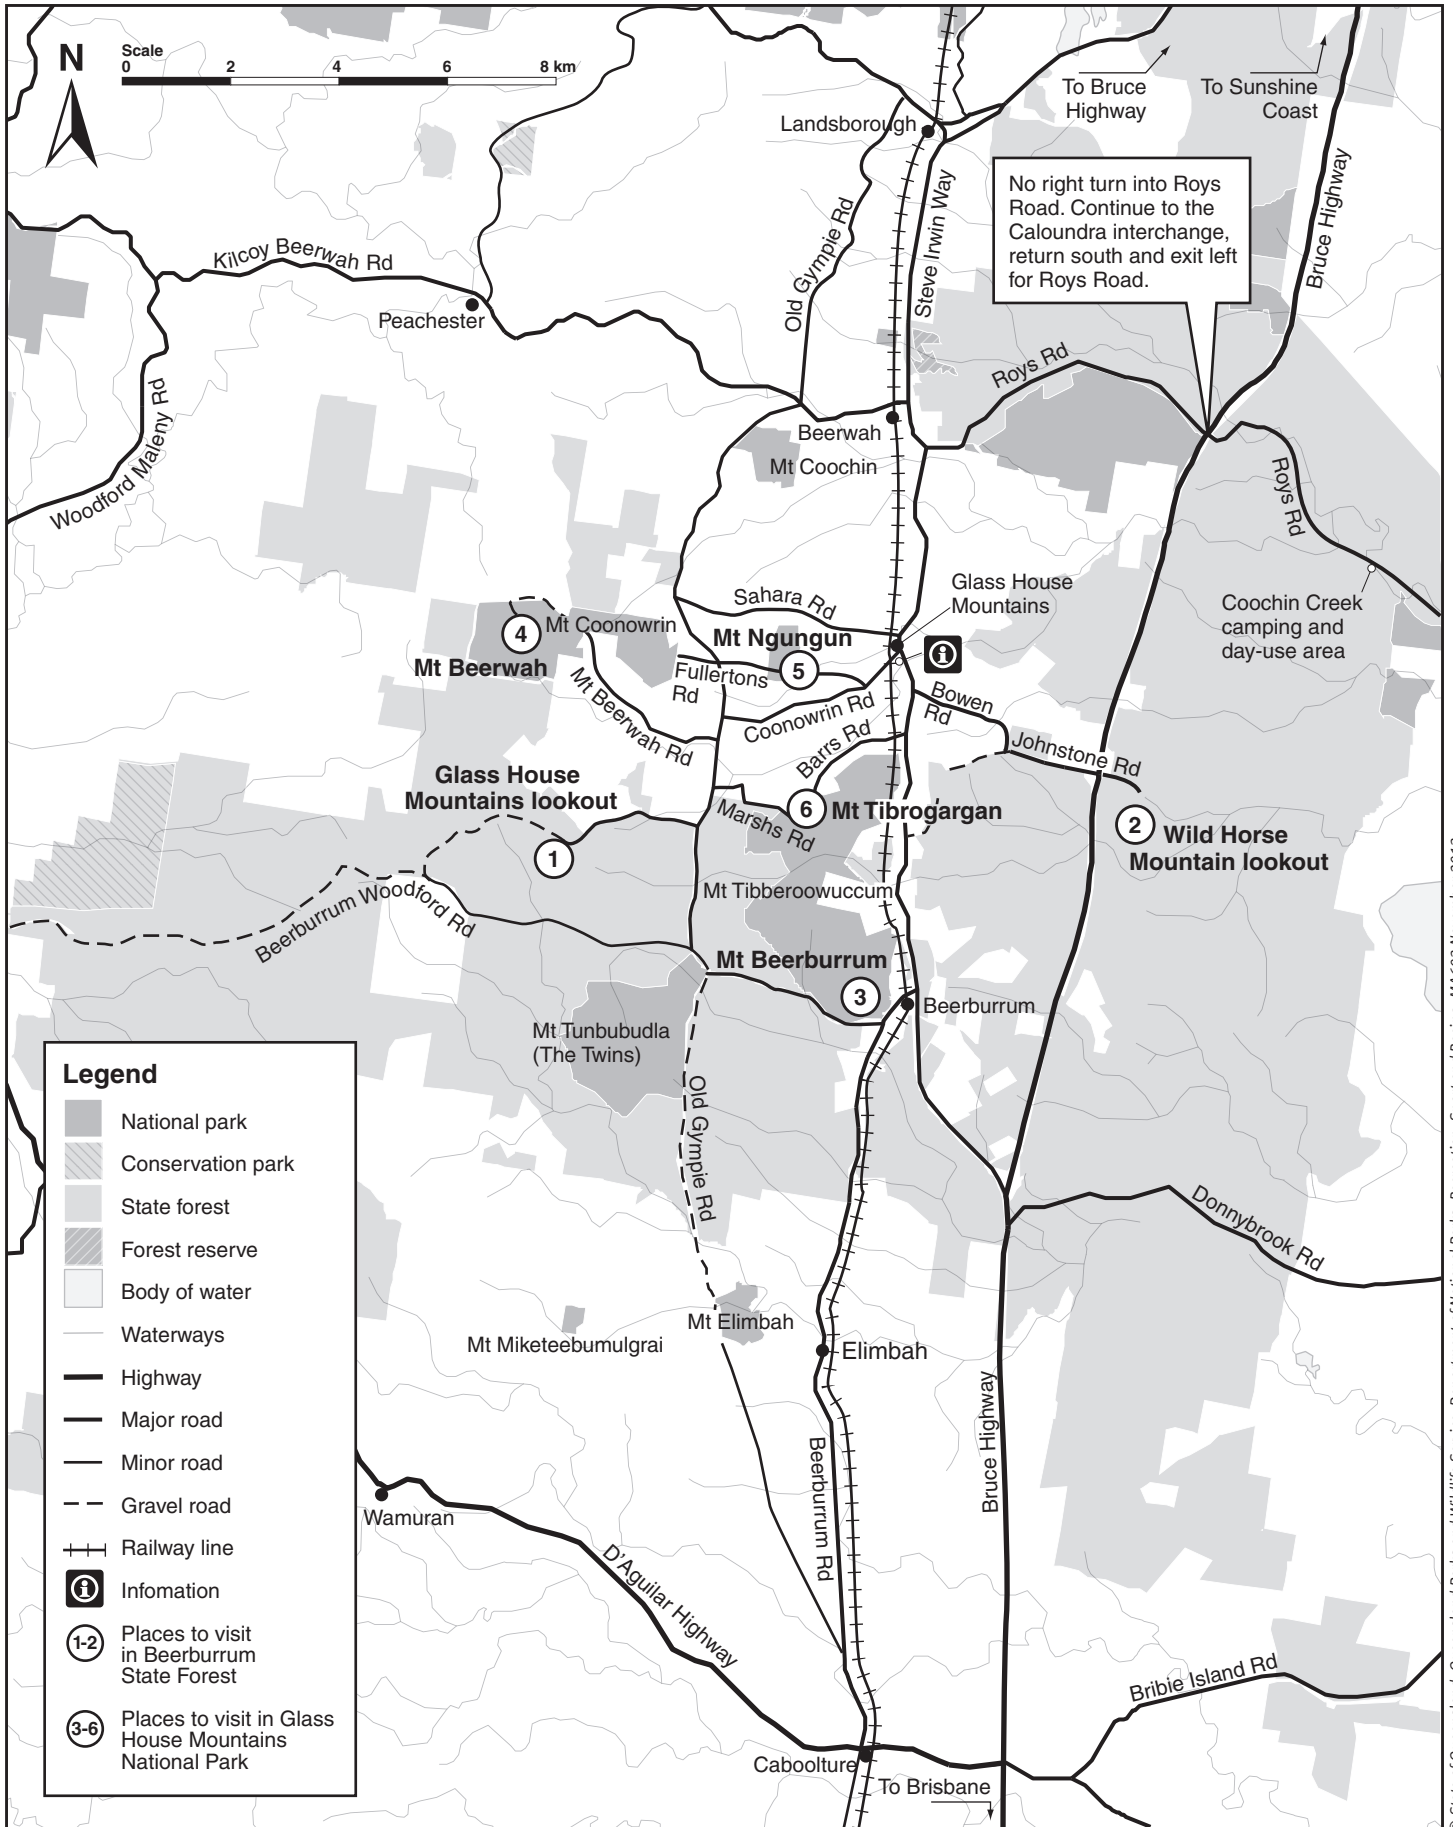 N
Scale
0 2 4 6 8 km
To Bruce
Highway
To Sunshine
Coast
Landsborough
No right turn into Roys
Road. Continue to the
Caloundra interchange,
return south and exit left
for Roys Road.
Bruce Highway
Old Gympie Rd
Steve Irwin Way
Kilcoy Beerwah Rd
Peachester
Woodford Maleny Rd
Roys Rd
Beerwah
Mt Coochin
Roys Rd
Coochin Creek
camping and
day-use area
Glass House
Mountains
Sahara Rd
4
Mt Coonowrin
Mt Beerwah
Mt Ngungun
5
Fullertons
Rd
Mt Beerwah Rd
Coonowrin Rd
Bowen
Rd
Barrs Rd
Johnstone Rd
Glass House
Mountains lookout
1
6
Mt Tibrogargan
Marshs Rd
2
Wild Horse
Mountain lookout
Mt Tibberoowuccum
Beerburrum Woodford Rd
Mt Beerburrum
3
Beerburrum
Mt Tunbubudla
(The Twins)
Old Gympie Rd
Donnybrook Rd
Mt Elimbah
Mt Miketeebumulgrai
Elimbah
Bruce Highway
Beerburrum Rd
Wamuran
D'Aguilar Highway
Bribie Island Rd
Caboolture
To Brisbane
Legend
National park
Conservation park
State forest
Forest reserve
Body of water
Waterways
Highway
Major road
Minor road
Gravel road
Railway line
Infomation
1-2 Places to visit
in Beerburrum
State Forest
3-6 Places to visit in Glass
House Mountains
National Park